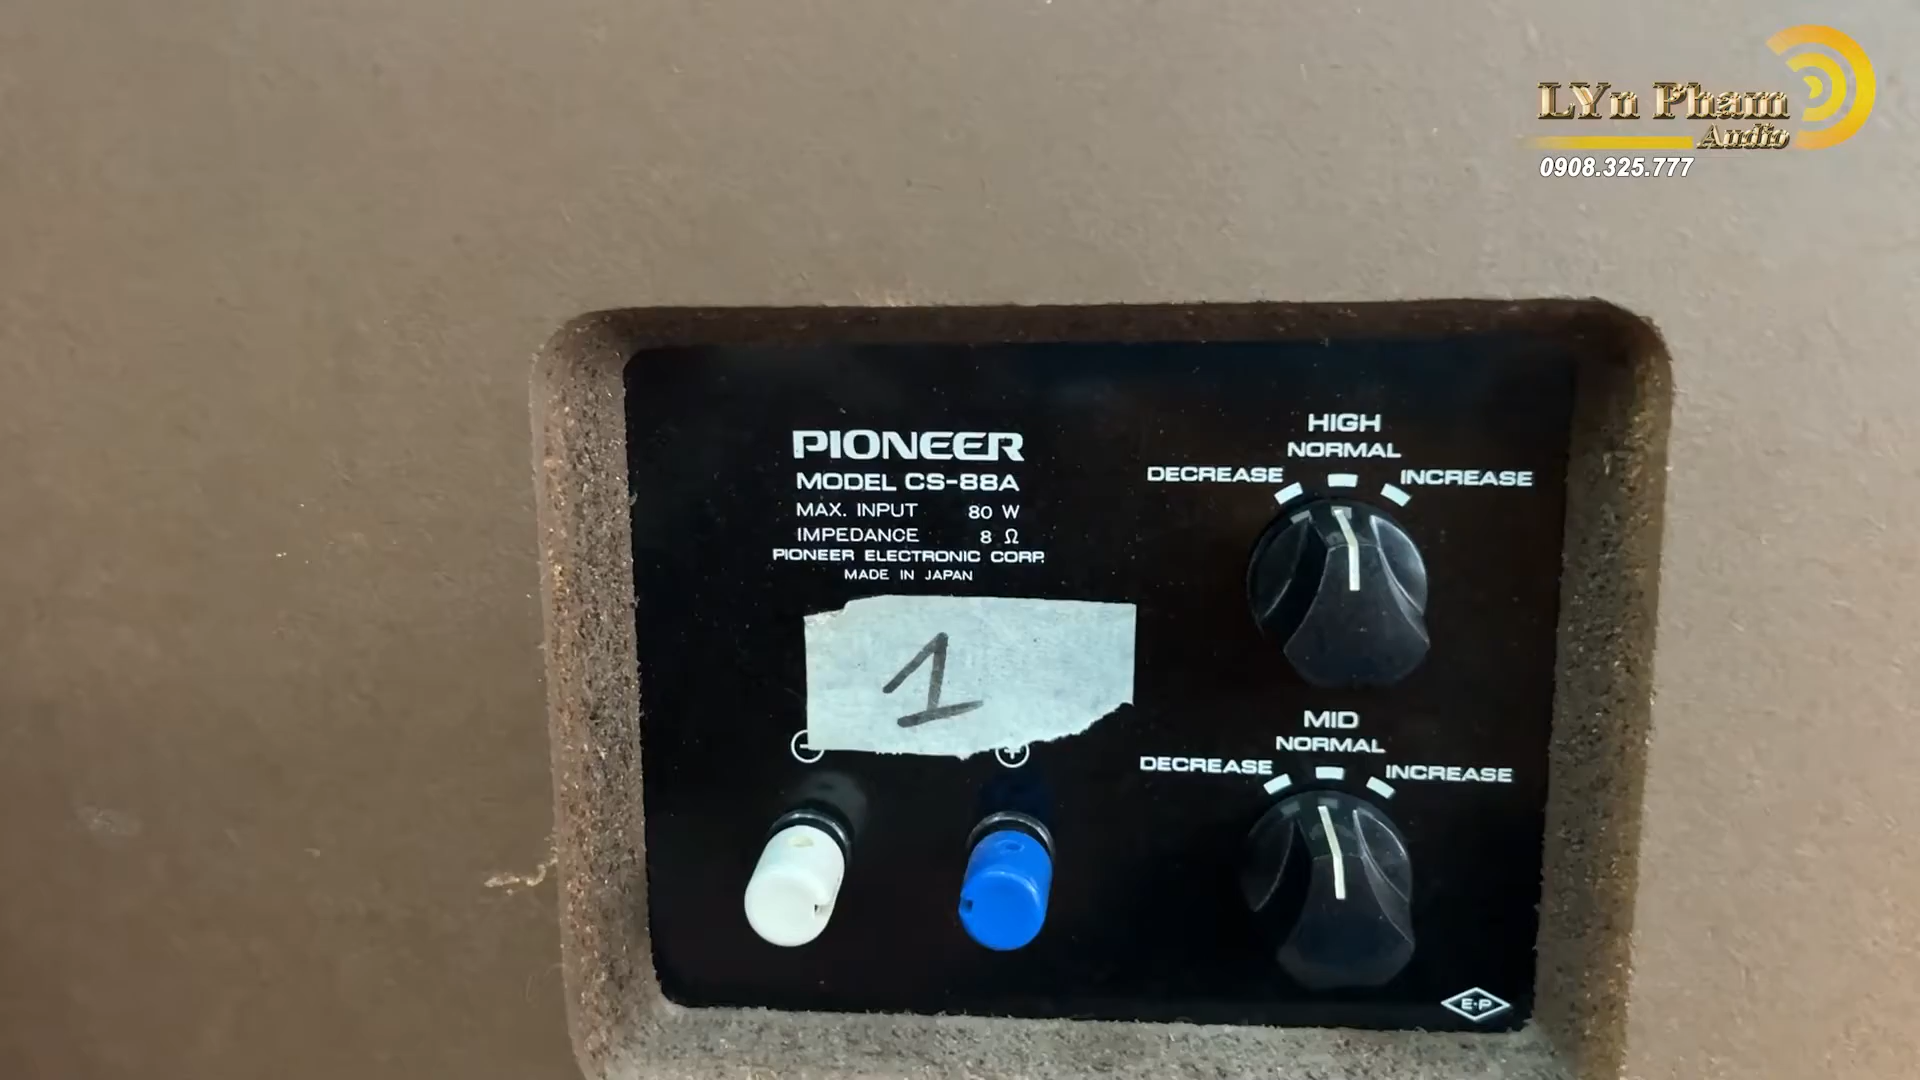 LYn Pham
Audio
0908.325.777
PIONEER
MODEL CS-88A
MAX. INPUT 80 W
IMPEDANCE 8 Ω
PIONEER ELECTRONIC CORP.
MADE IN JAPAN
1
⊖ ⊕
HIGH
NORMAL
DECREASE INCREASE
MID
NORMAL
DECREASE INCREASE
E·P